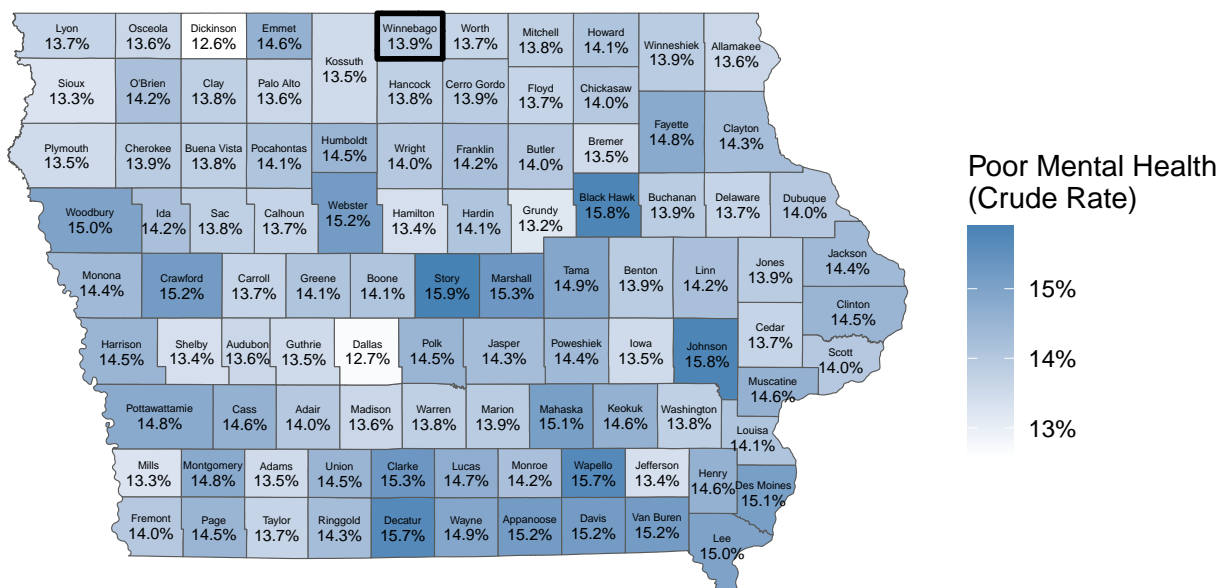 Lyon
13.7%
Osceola
13.6%
Dickinson
12.6%
Emmet
14.6%
Kossuth
13.5%
Winnebago
13.9%
Worth
13.7%
Mitchell
13.8%
Howard
14.1%
Winneshiek
13.9%
Allamakee
13.6%
Sioux
13.3%
O'Brien
14.2%
Clay
13.8%
Palo Alto
13.6%
Hancock
13.8%
Cerro Gordo
13.9%
Floyd
13.7%
Chickasaw
14.0%
Fayette
14.8%
Clayton
14.3%
Plymouth
13.5%
Cherokee
13.9%
Buena Vista
13.8%
Pocahontas
14.1%
Humboldt
14.5%
Wright
14.0%
Franklin
14.2%
Butler
14.0%
Bremer
13.5%
Woodbury
15.0%
Ida
14.2%
Sac
13.8%
Calhoun
13.7%
Webster
15.2%
Hamilton
13.4%
Hardin
14.1%
Grundy
13.2%
Black Hawk
15.8%
Buchanan
13.9%
Delaware
13.7%
Dubuque
14.0%
Monona
14.4%
Crawford
15.2%
Carroll
13.7%
Greene
14.1%
Boone
14.1%
Story
15.9%
Marshall
15.3%
Tama
14.9%
Benton
13.9%
Linn
14.2%
Jones
13.9%
Jackson
14.4%
Clinton
14.5%
Harrison
14.5%
Shelby
13.4%
Audubon
13.6%
Guthrie
13.5%
Dallas
12.7%
Polk
14.5%
Jasper
14.3%
Poweshiek
14.4%
Iowa
13.5%
Johnson
15.8%
Cedar
13.7%
Scott
14.0%
Muscatine
14.6%
Pottawattamie
14.8%
Cass
14.6%
Adair
14.0%
Madison
13.6%
Warren
13.8%
Marion
13.9%
Mahaska
15.1%
Keokuk
14.6%
Washington
13.8%
Louisa
14.1%
Mills
13.3%
Montgomery
14.8%
Adams
13.5%
Union
14.5%
Clarke
15.3%
Lucas
14.7%
Monroe
14.2%
Wapello
15.7%
Jefferson
13.4%
Henry
14.6%
Des Moines
15.1%
Fremont
14.0%
Page
14.5%
Taylor
13.7%
Ringgold
14.3%
Decatur
15.7%
Wayne
14.9%
Appanoose
15.2%
Davis
15.2%
Van Buren
15.2%
Lee
15.0%
Poor Mental Health
(Crude Rate)
15%
14%
13%